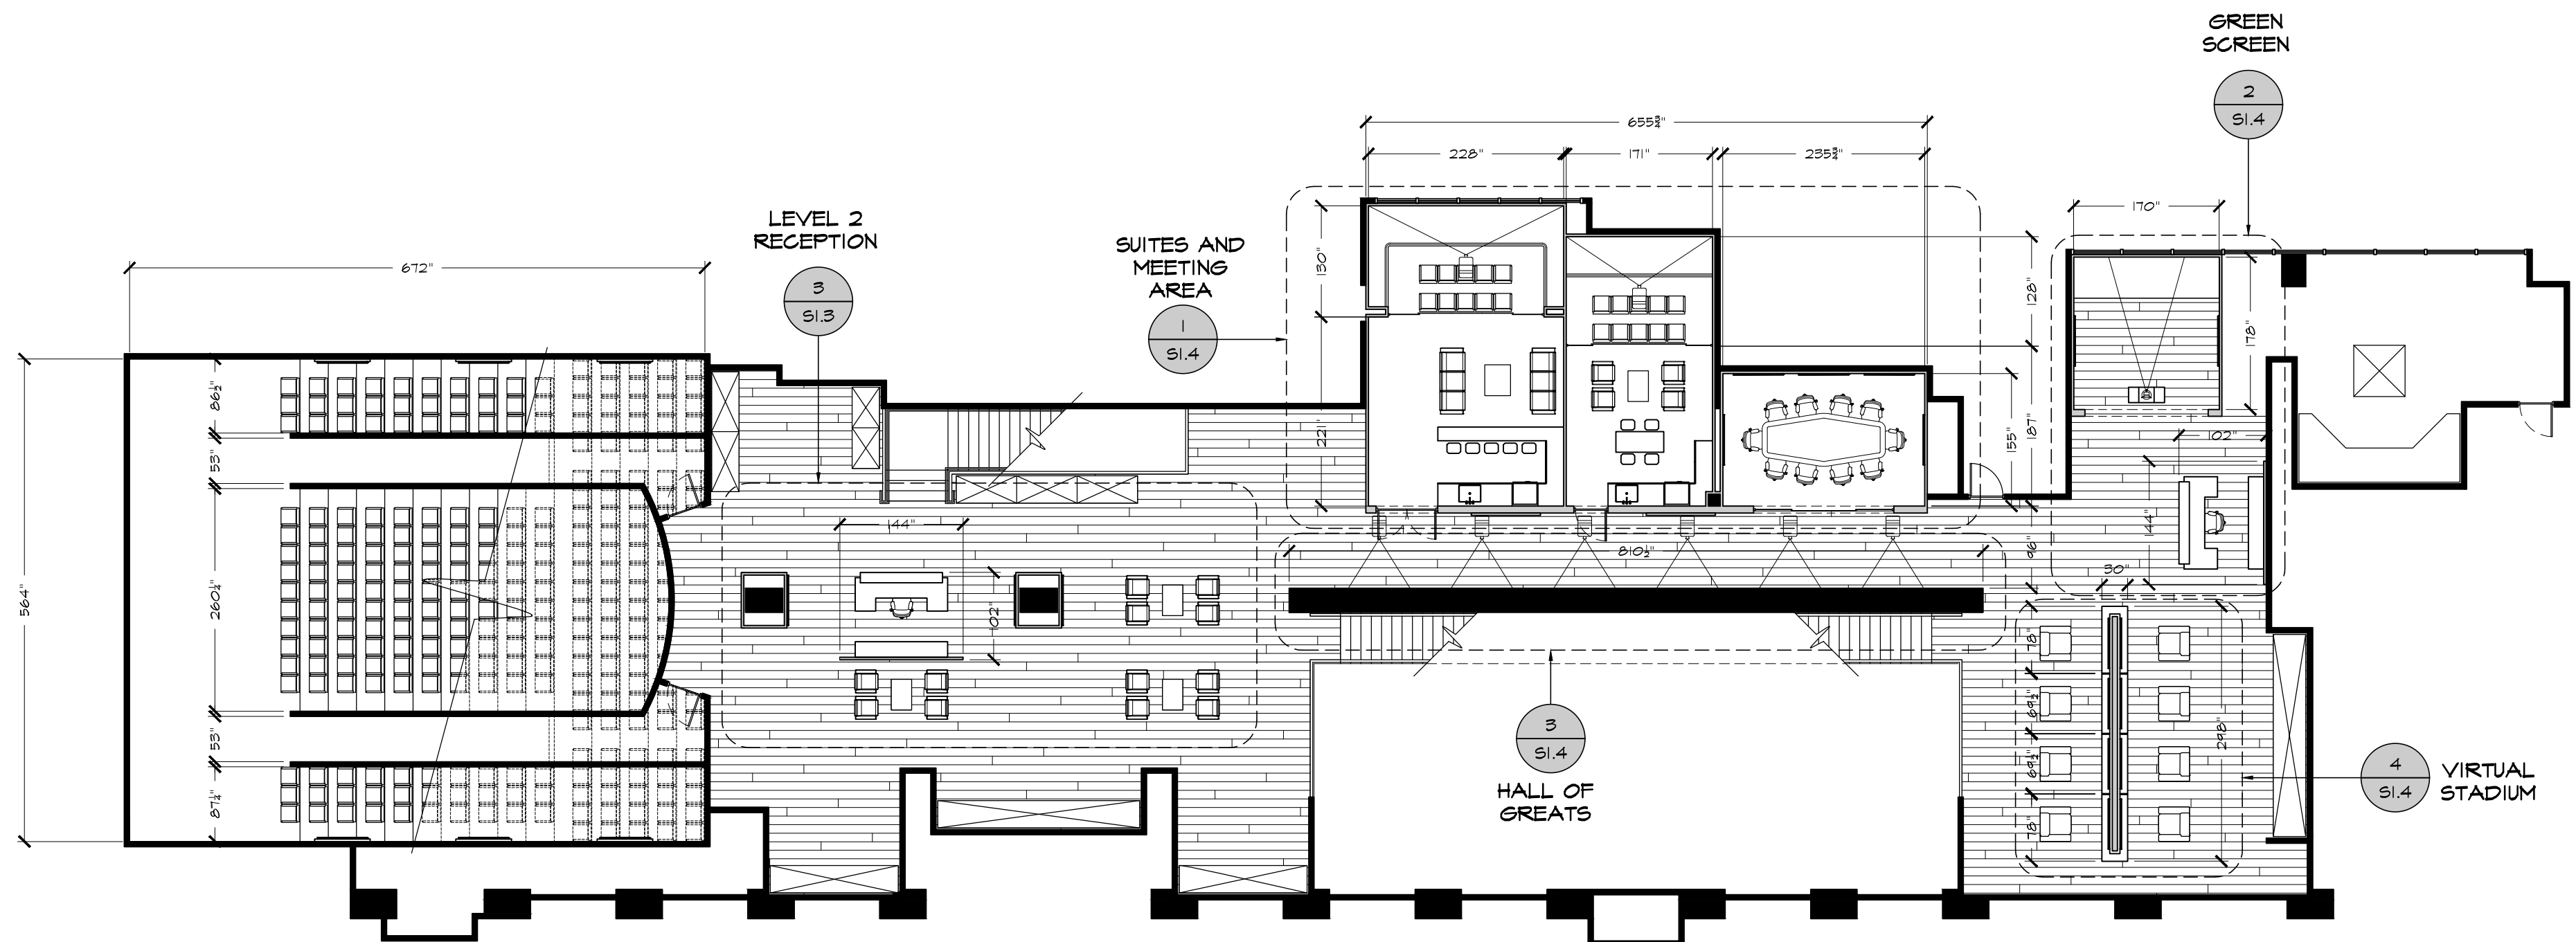 GREEN
SCREEN
2
S1.4
655¾"
228"
171"
235¾"
170"
LEVEL 2
RECEPTION
3
S1.3
SUITES AND
MEETING
AREA
1
S1.4
672"
130"
128"
178"
86½"
221"
155"
187"
102"
53"
144"
810½"
96"
44"
30"
564"
260¼"
102"
78"
69½"
298"
53"
3
S1.4
HALL OF
GREATS
69½"
4
S1.4
VIRTUAL
STADIUM
87¼"
78"